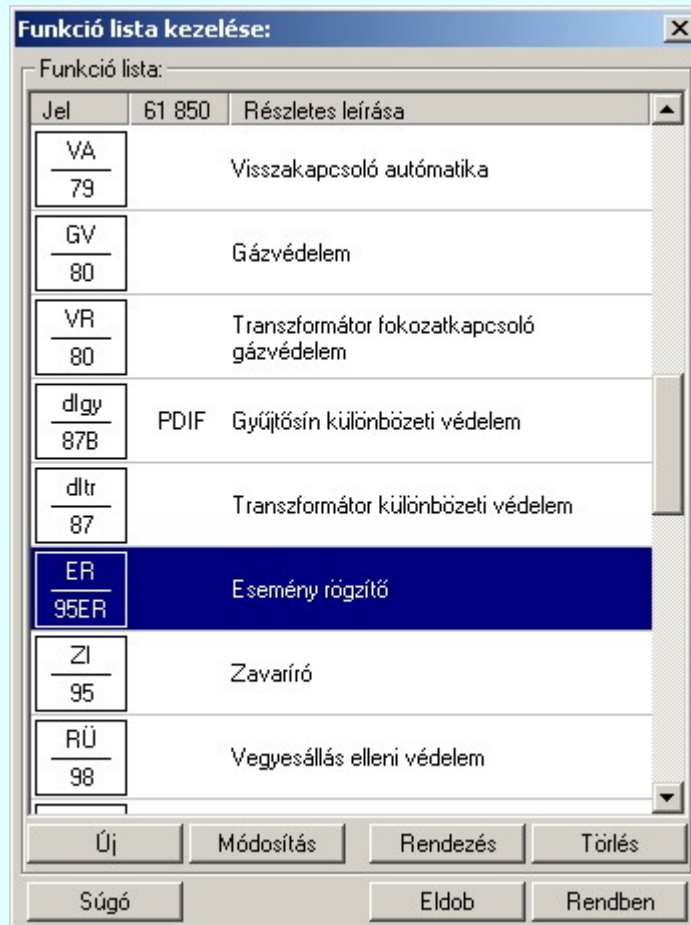 Funkció lista kezelése:
Funkció lista:
Jel 61 850 Részletes leírása
VA
79
Visszakapcsoló autómatika
GV
80
Gázvédelem
VR
80
Transzformátor fokozatkapcsoló
gázvédelem
dIgy
87B
PDIF Gyűjtősín különbözeti védelem
dItr
87
Transzformátor különbözeti védelem
ER
95ER
Esemény rögzítő
ZI
95
Zavaríró
RÜ
98
Vegyesállás elleni védelem
Új Módosítás Rendezés Törlés
Súgó Eldob Rendben